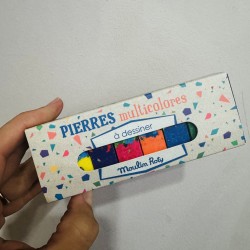 PIERRES multicolores
à dessiner
Moulin Roty